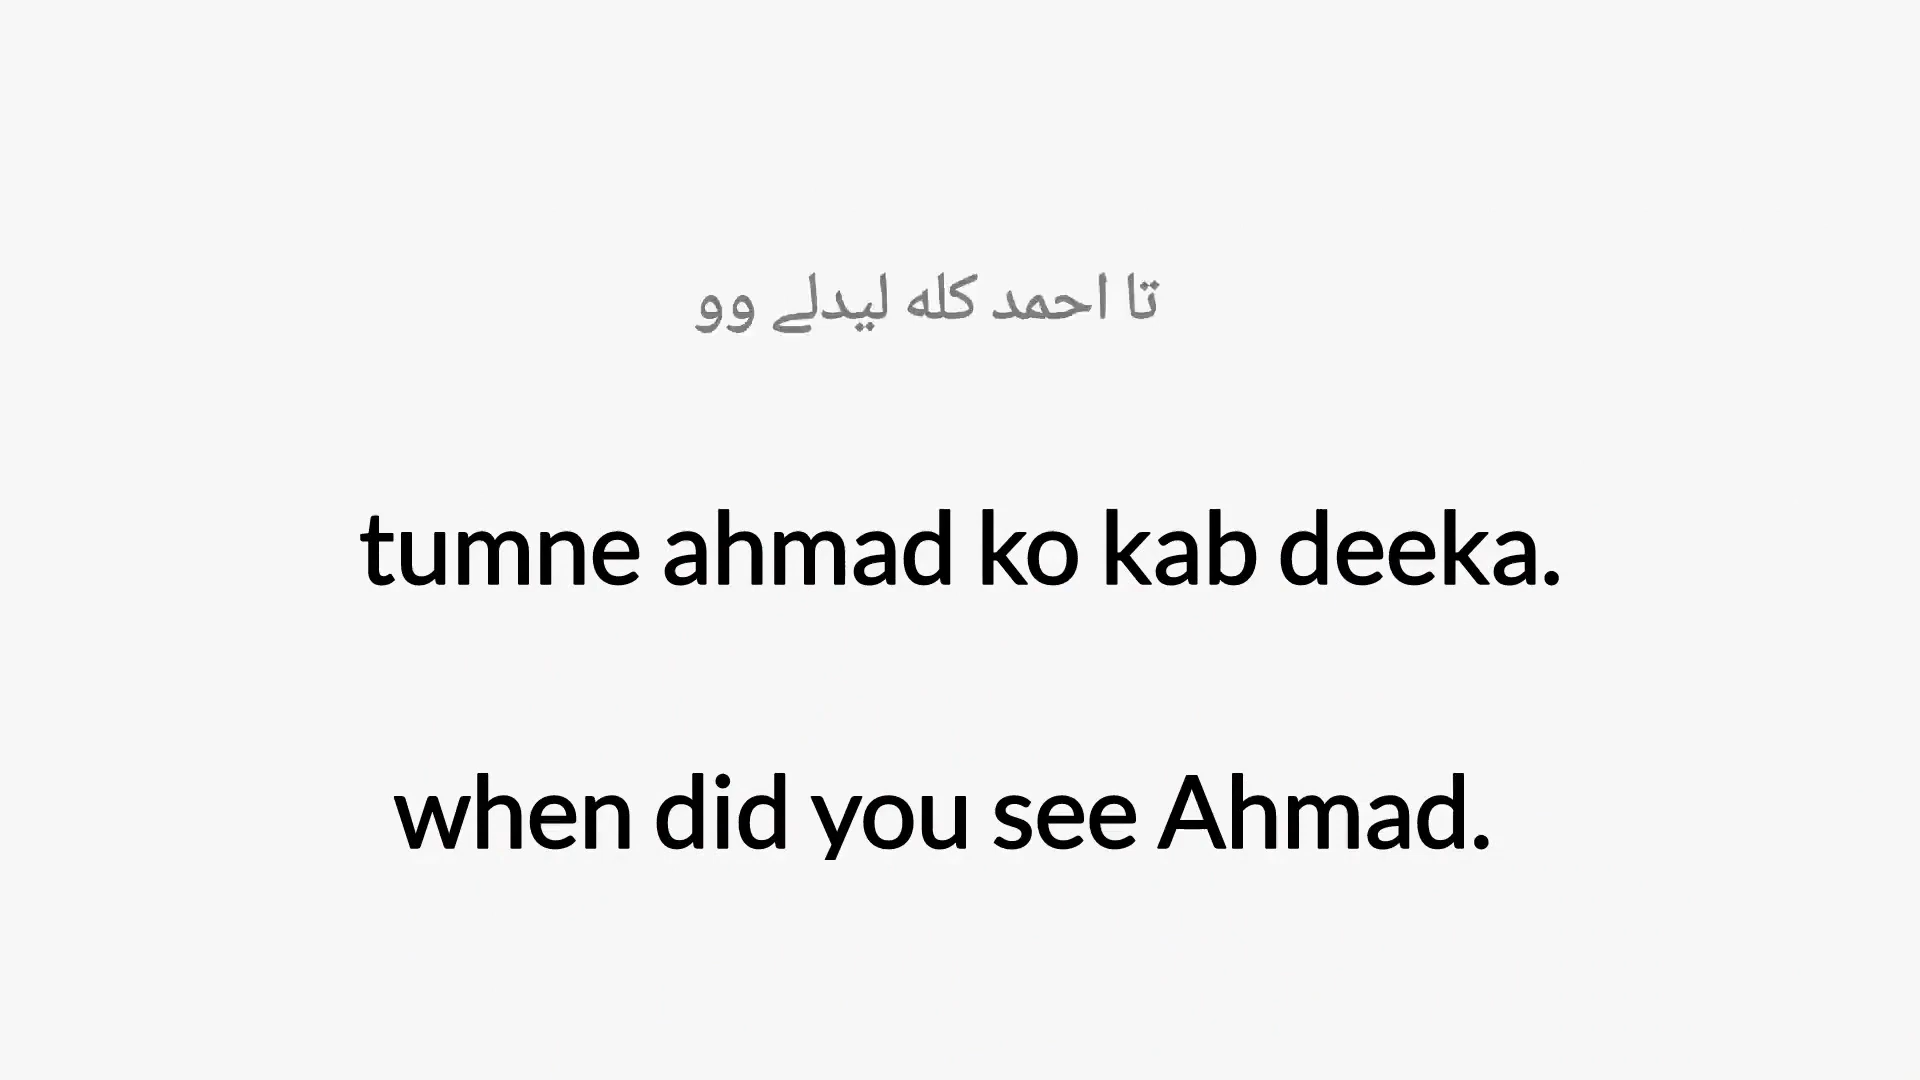 تا احمد کله لیدلے وو
tumne ahmad ko kab deeka.
when did you see Ahmad.